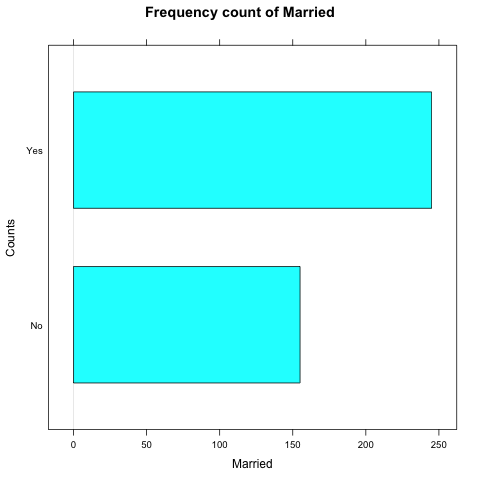 Frequency count of Married
Yes
Counts
No
0 50 100 150 200 250
Married